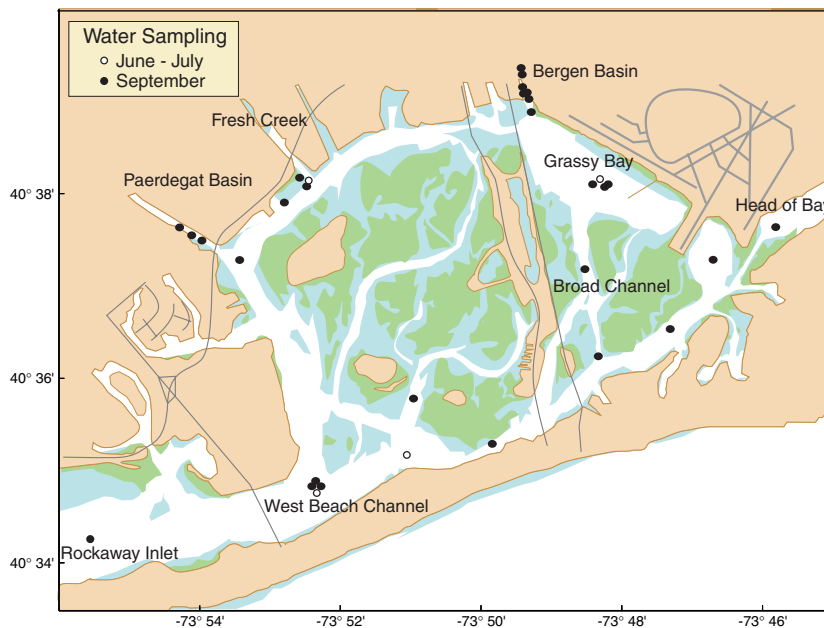 Water Sampling
June - July
September
Bergen Basin
Fresh Creek
Grassy Bay
40° 38'
Paerdegat Basin
Head of Bay
Broad Channel
40° 36'
West Beach Channel
Rockaway Inlet
40° 34'
-73° 54' -73° 52' -73° 50' -73° 48' -73° 46'